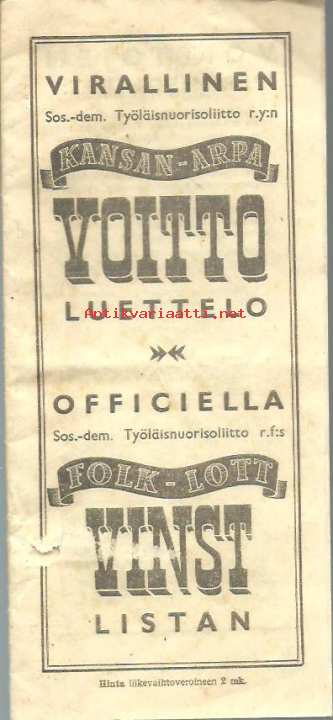 VIRALLINEN
Sos.-dem. Työläisnuorisoliitto r.y:n
KANSAN-ARPA
VOITTO
LUETTELO
Antikvariaatti.net
»«
OFFICIELLA
Sos.-dem. Työläisnuorisoliitto r.f:s
FOLK-LOTT
VINST
LISTAN
Hinta liikevaihtoveroineen 2 mk.